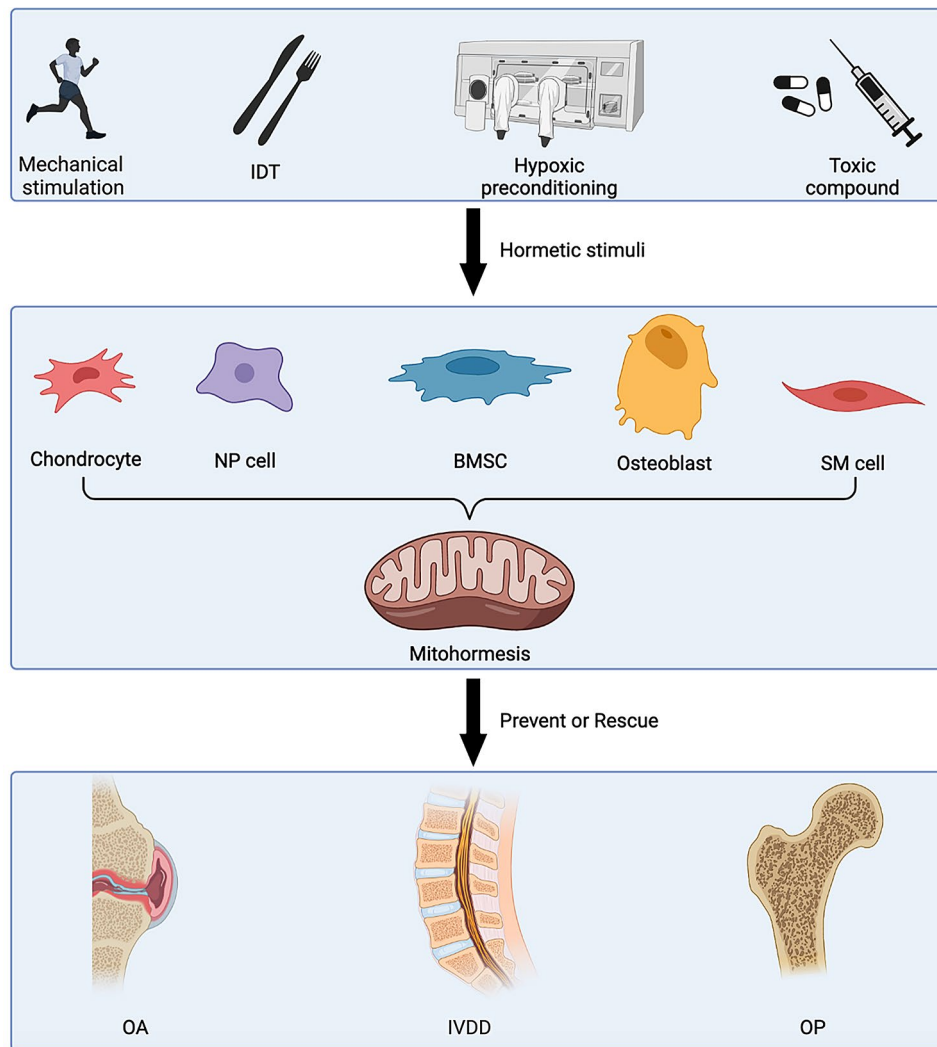 Mechanical
stimulation
IDT
Hypoxic
preconditioning
Toxic
compound
Hormetic stimuli
Chondrocyte
NP cell
BMSC
Osteoblast
SM cell
Mitohormesis
Prevent or Rescue
OA
IVDD
OP